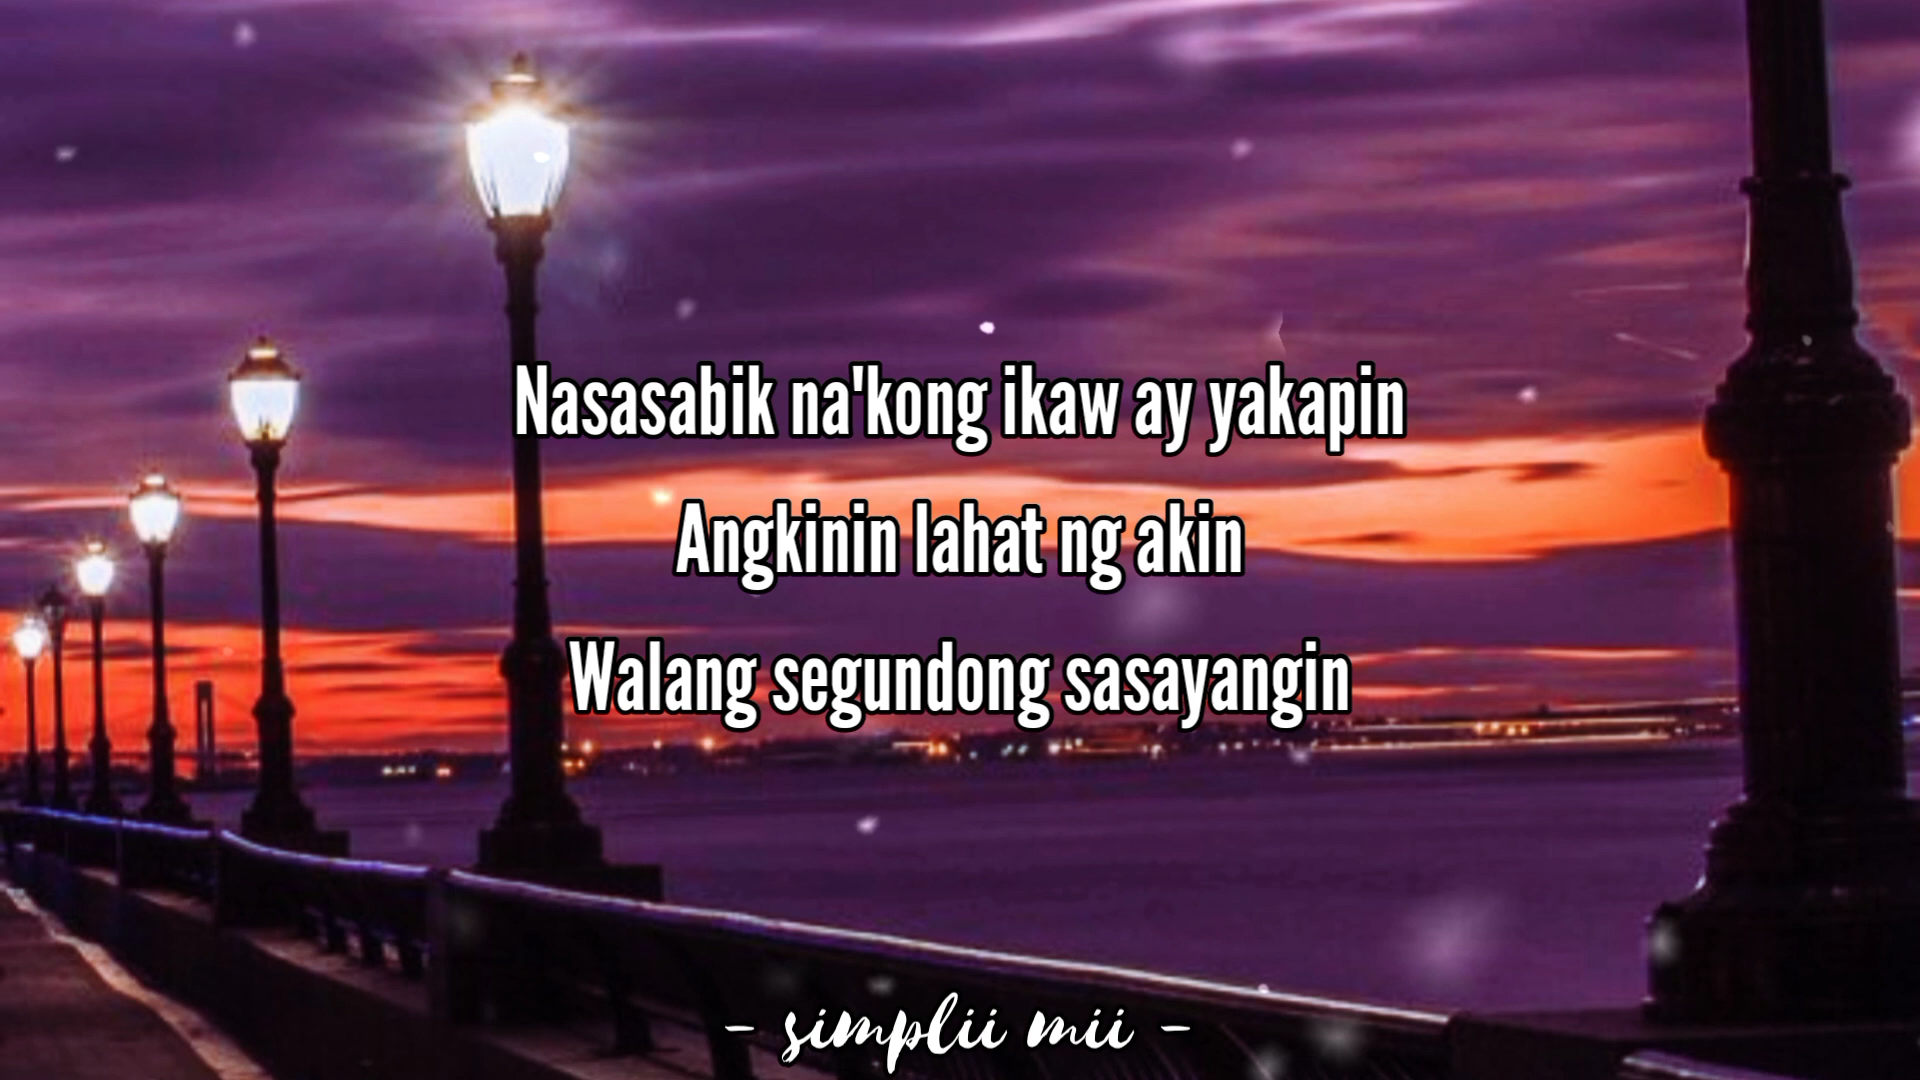 Nasasabik na'kong ikaw ay yakapin
Angkinin lahat ng akin
Walang segundong sasayangin
- simplii mii -